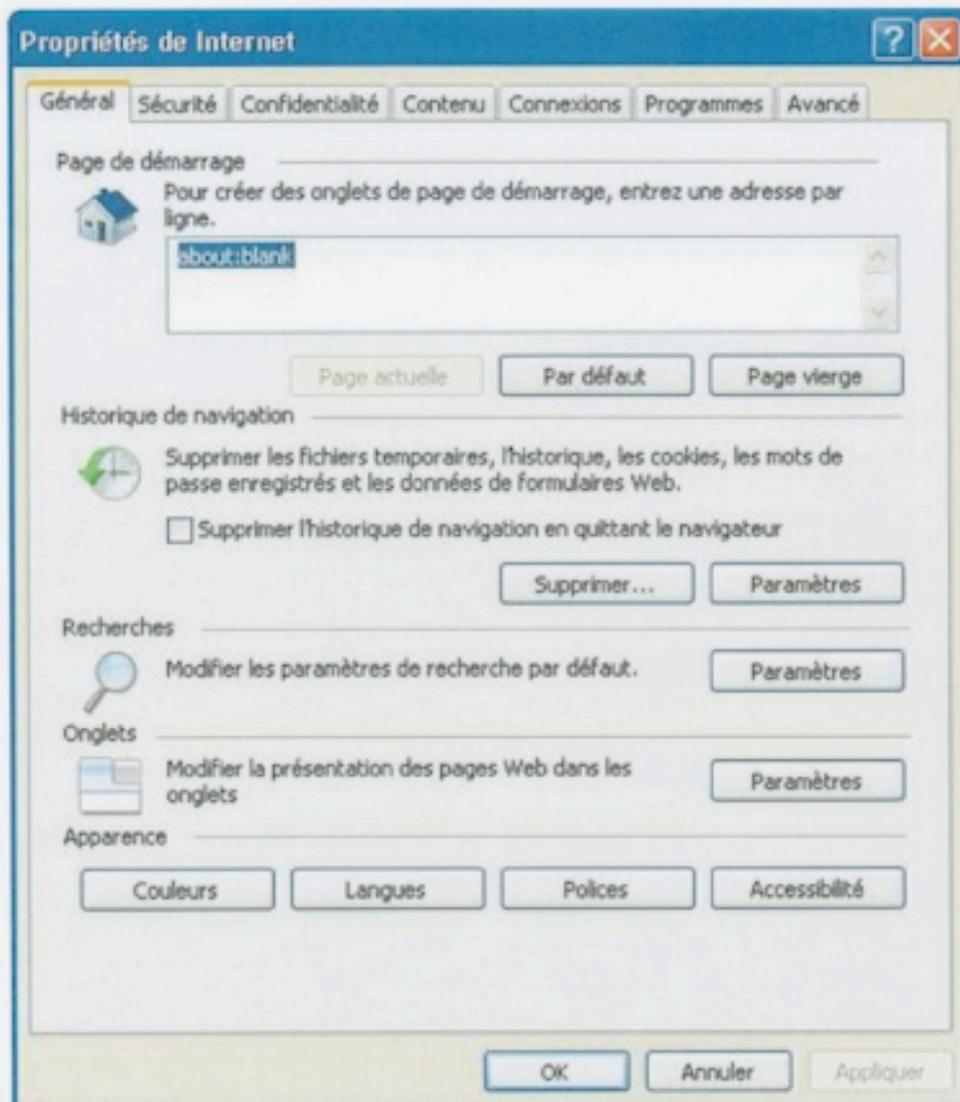 Propriétés de Internet
Général Sécurité Confidentialité Contenu Connexions Programmes Avancé
Page de démarrage
Pour créer des onglets de page de démarrage, entrez une adresse par
ligne.
about:blank
Page actuelle Par défaut Page vierge
Historique de navigation
Supprimer les fichiers temporaires, l'historique, les cookies, les mots de
passe enregistrés et les données de formulaires Web.
Supprimer l'historique de navigation en quittant le navigateur
Supprimer... Paramètres
Recherches
Modifier les paramètres de recherche par défaut. Paramètres
Onglets
Modifier la présentation des pages Web dans les
onglets
Paramètres
Apparence
Couleurs Langues Polices Accessibilité
OK Annuler Appliquer